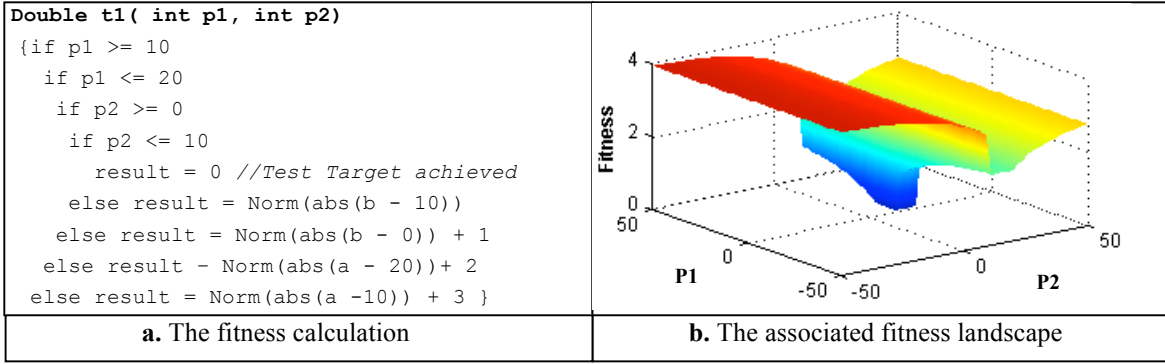 Double t1( int p1, int p2)
{if p1 >= 10
if p1 <= 20
if p2 >= 0
if p2 <= 10
result = 0 //Test Target achieved
else result = Norm(abs(b - 10))
else result = Norm(abs(b - 0)) + 1
else result – Norm(abs(a - 20))+ 2
else result = Norm(abs(a -10)) + 3 }
a. The fitness calculation
Fitness
4
2
0
50
0
-50
P1
-50
0
50
P2
b. The associated fitness landscape